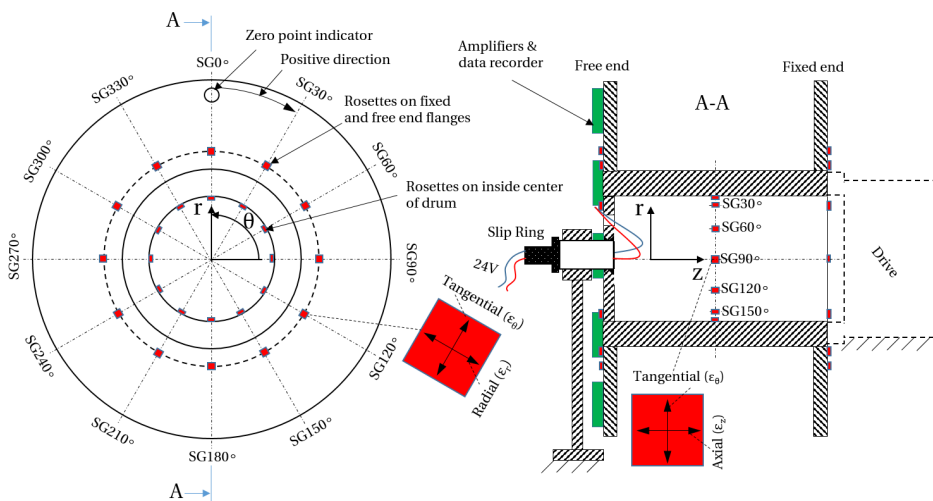 A
Zero point indicator
SG0°
Positive direction
SG30°
SG330°
Rosettes on fixed
and free end flanges
SG300°
SG60°
Rosettes on inside center
of drum
r
θ
SG270°
SG90°
SG240°
SG120°
SG210°
SG150°
SG180°
A
Tangential (εθ)
Radial (εr)
Amplifiers &
data recorder
Free end
Fixed end
A-A
r
SG30°
SG60°
Slip Ring
SG90°
z
24V
SG120°
SG150°
Drive
Tangential (εθ)
Axial (εz)